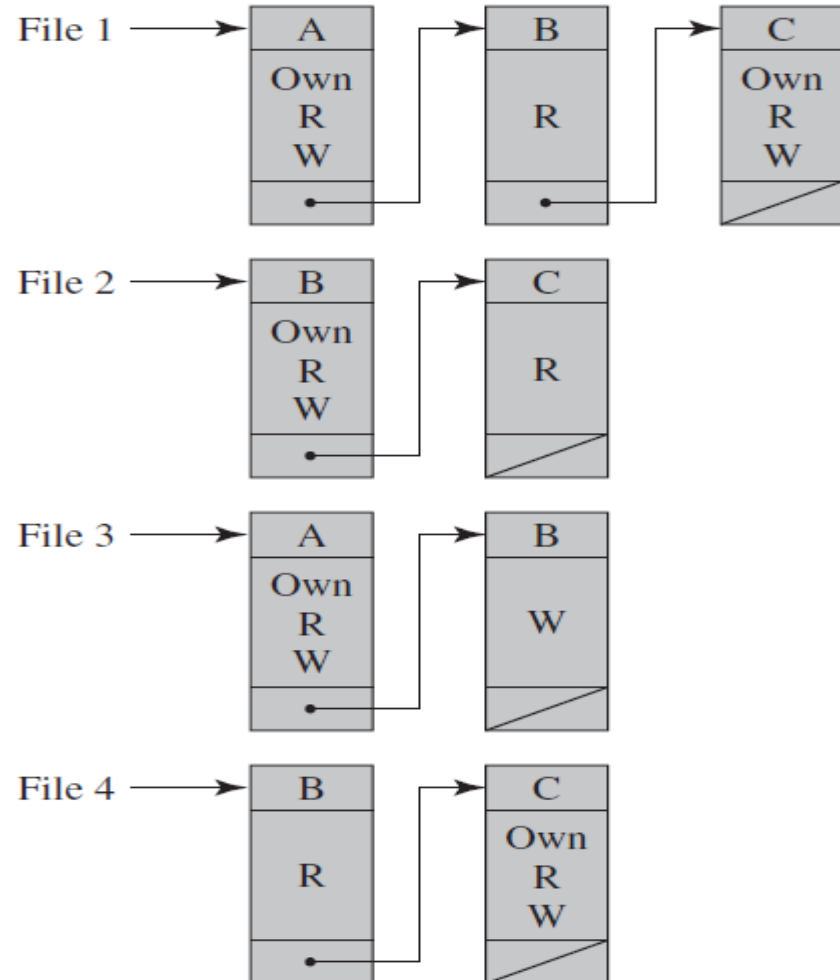 File 1 A B C
Own R Own
R R
W W
File 2 B C
Own R
R
W
File 3 A B
Own W
R
W
File 4 B C
R Own
R
W